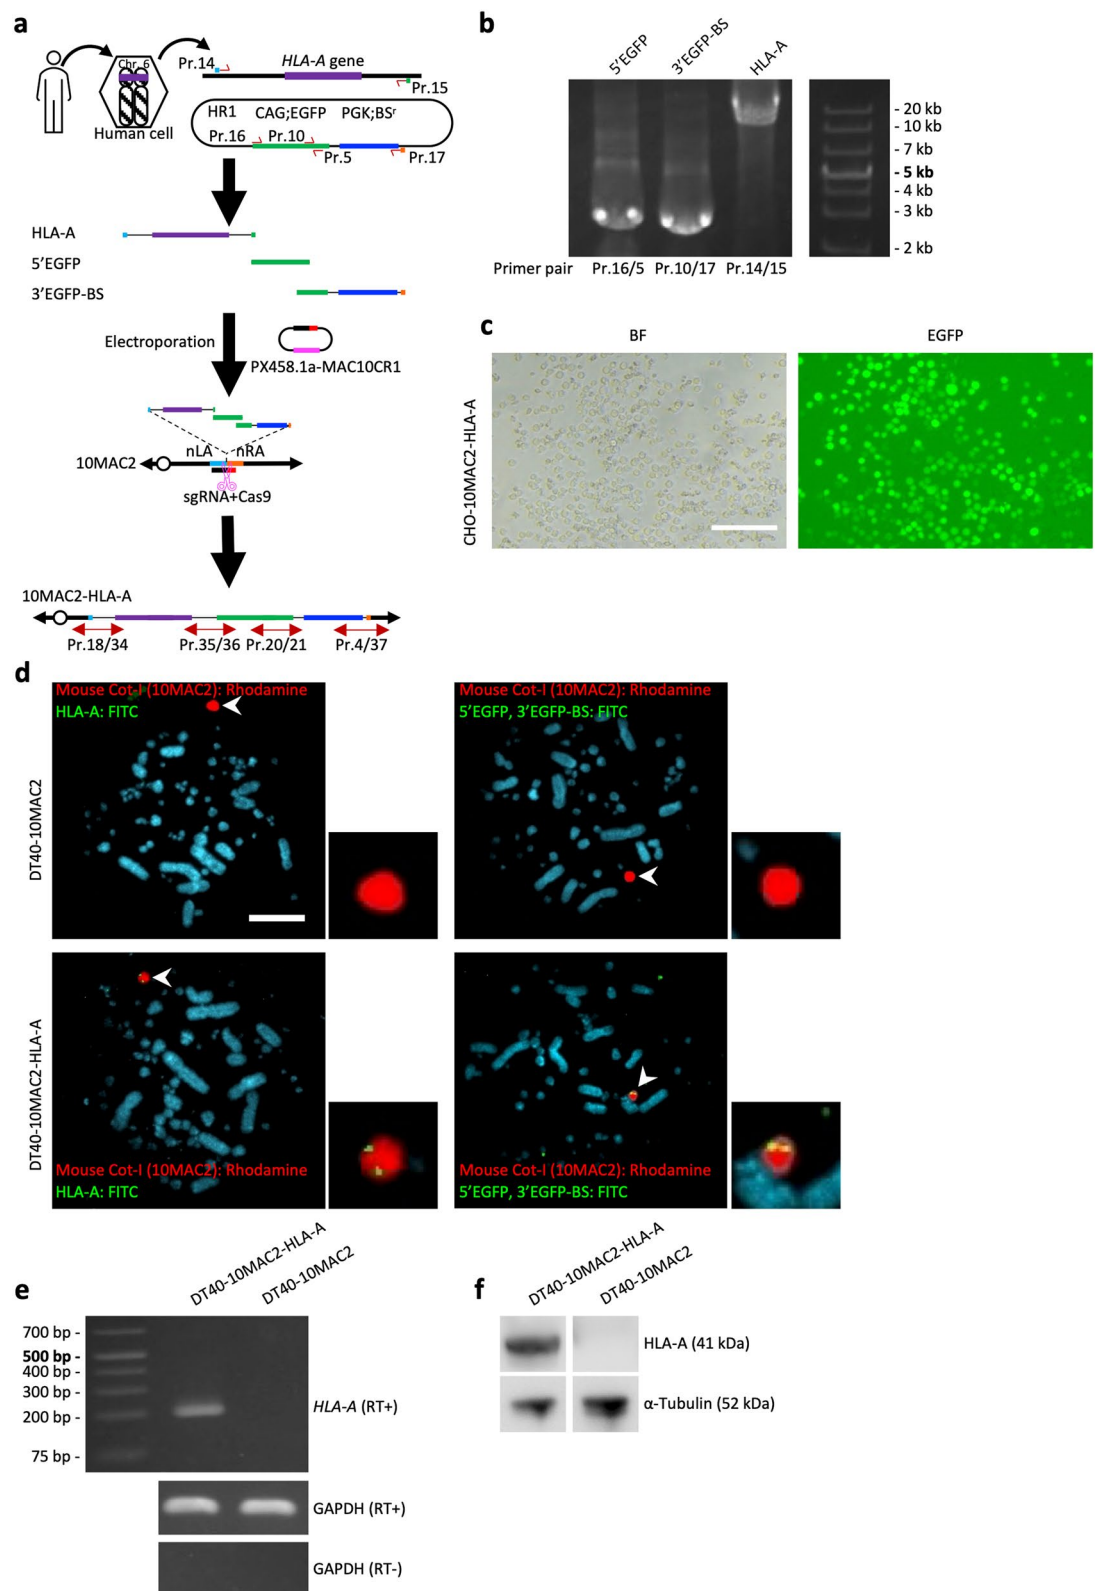 a
Chr. 6
Human cell
Pr.14
HLA-A gene
Pr.15
HR1 CAG;EGFP PGK;BSr
Pr.16 Pr.10
Pr.5 Pr.17
HLA-A
5′EGFP
3′EGFP-BS
Electroporation
PX458.1a-MAC10CR1
nLA nRA
10MAC2
sgRNA+Cas9
10MAC2-HLA-A
Pr.18/34 Pr.35/36 Pr.20/21 Pr.4/37
b
5′EGFP 3′EGFP-BS HLA-A
- 20 kb
- 10 kb
- 7 kb
- 5 kb
- 4 kb
- 3 kb
- 2 kb
Primer pair Pr.16/5 Pr.10/17 Pr.14/15
c
BF EGFP
CHO-10MAC2-HLA-A
d
DT40-10MAC2
Mouse Cot-I (10MAC2): Rhodamine
HLA-A: FITC
Mouse Cot-I (10MAC2): Rhodamine
5′EGFP, 3′EGFP-BS: FITC
DT40-10MAC2-HLA-A
Mouse Cot-I (10MAC2): Rhodamine
HLA-A: FITC
Mouse Cot-I (10MAC2): Rhodamine
5′EGFP, 3′EGFP-BS: FITC
e
DT40-10MAC2-HLA-A
DT40-10MAC2
700 bp -
500 bp -
400 bp -
300 bp -
200 bp -
75 bp -
HLA-A (RT+)
GAPDH (RT+)
GAPDH (RT-)
f
DT40-10MAC2-HLA-A
DT40-10MAC2
HLA-A (41 kDa)
α-Tubulin (52 kDa)